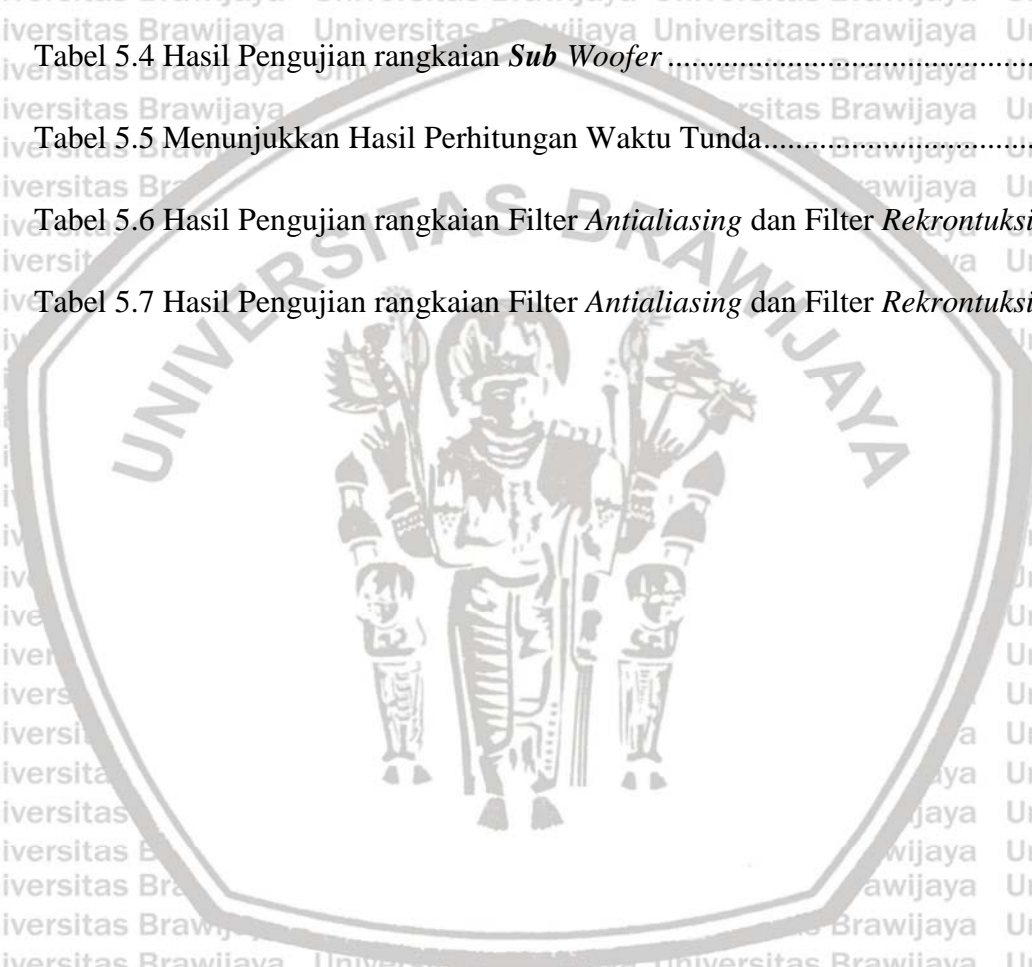 Tabel 5.4 Hasil Pengujian rangkaian Sub Woofer
Tabel 5.5 Menunjukkan Hasil Perhitungan Waktu Tunda
Tabel 5.6 Hasil Pengujian rangkaian Filter Antialiasing dan Filter Rekrontuksi
Tabel 5.7 Hasil Pengujian rangkaian Filter Antialiasing dan Filter Rekrontuksi
UNIVERSITAS BRAWIJAYA